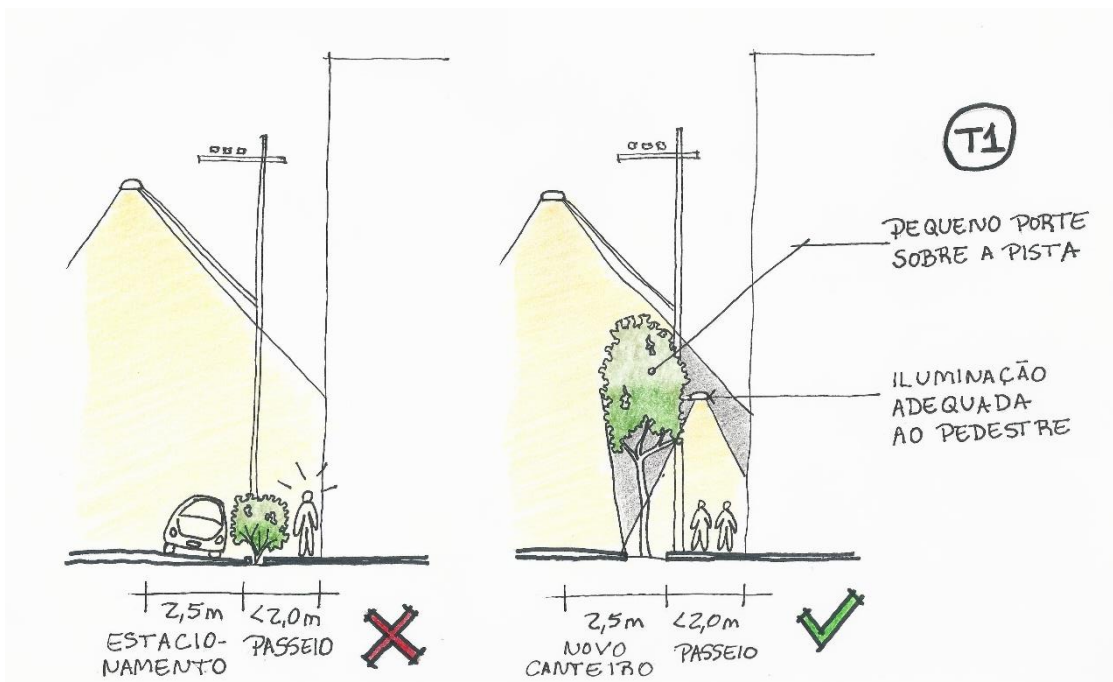 T1
PEQUENO PORTE
SOBRE A PISTA
ILUMINAÇÃO
ADEQUADA
AO PEDESTRE
2,5m
ESTACIO-
NAMENTO
<2,0m
PASSEIO
2,5m
NOVO
CANTEIRO
<2,0m
PASSEIO